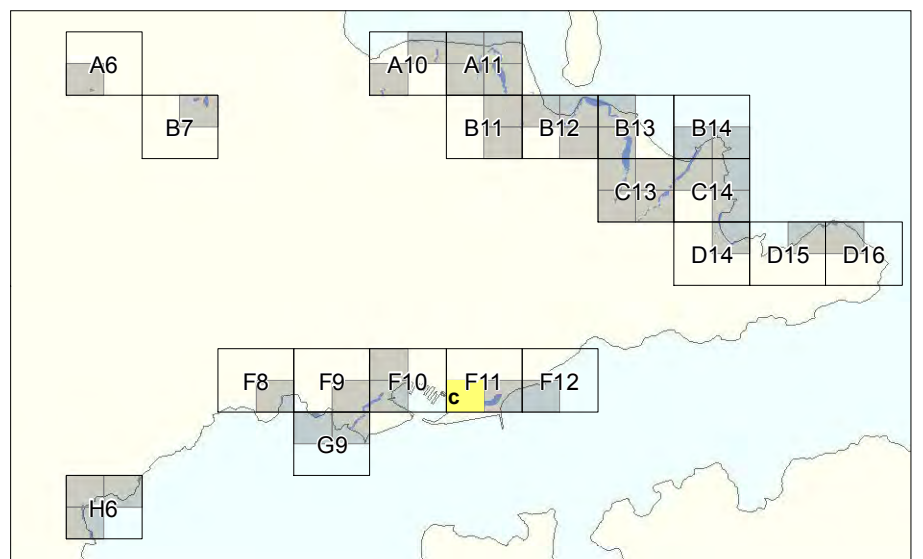 A6 A10 A11
B7 B11 B12 B13 B14
C13 C14
D14 D15 D16
F8 F9 F10 F11 F12
c
G9
H6